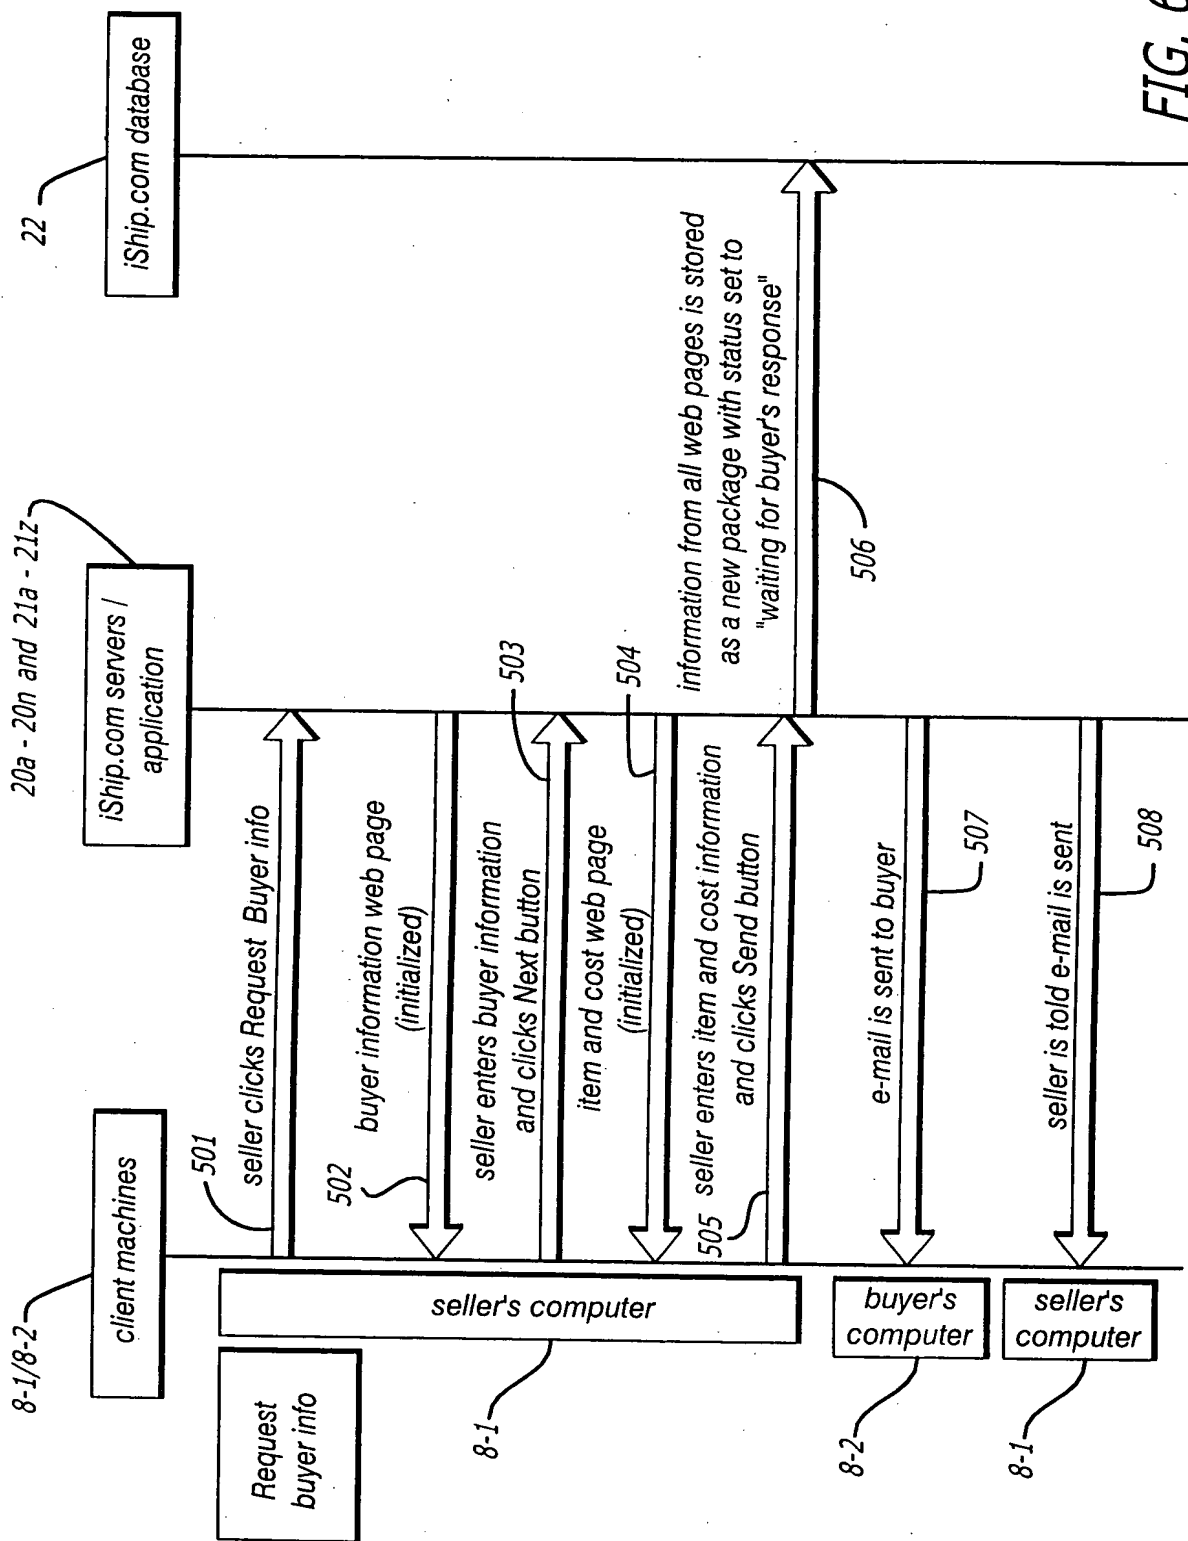 8-1/8-2
client machines
20a - 20n and 21a - 21z
iShip.com servers /
application
22
iShip.com database
Request
buyer info
seller's computer
8-1
501
seller clicks Request Buyer info
502
buyer information web page
(initialized)
seller enters buyer information
and clicks Next button
503
item and cost web page
(initialized)
504
505
seller enters item and cost information
and clicks Send button
information from all web pages is stored
as a new package with status set to
"waiting for buyer's response"
506
buyer's
computer
8-2
e-mail is sent to buyer
507
seller's
computer
8-1
seller is told e-mail is sent
508
FIG. 6